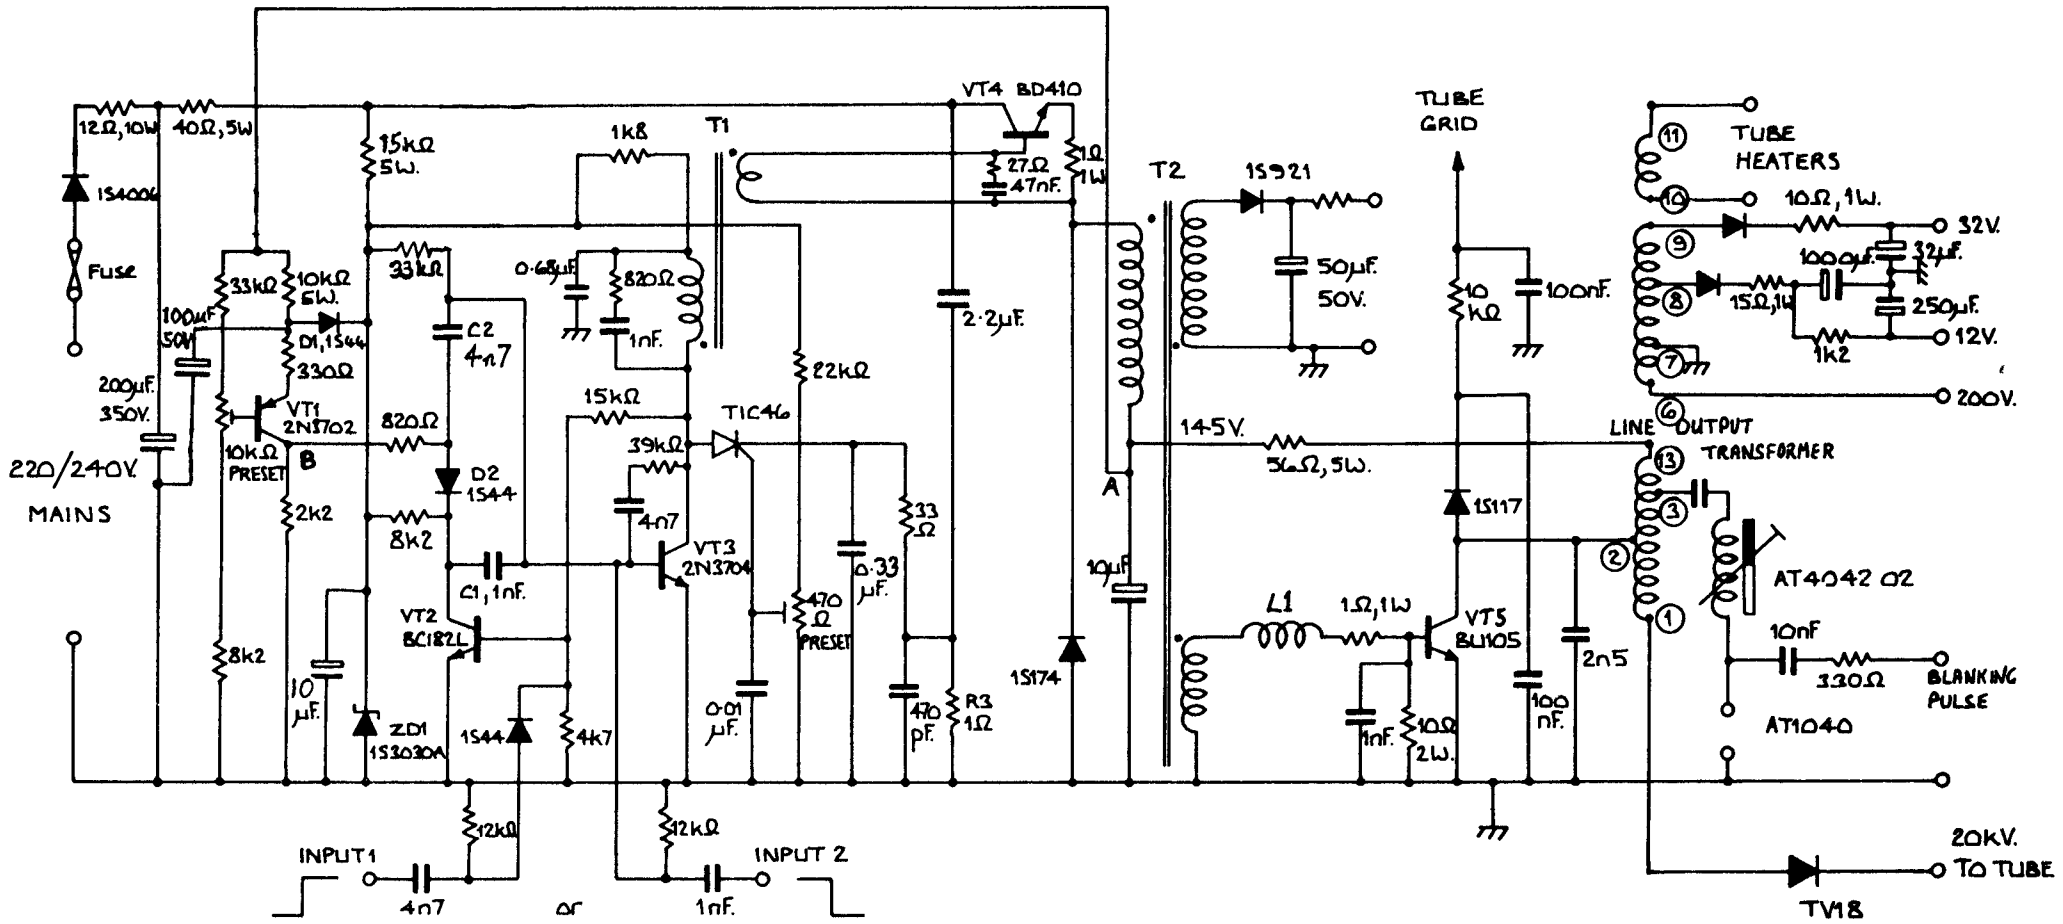 VT4 BD410
TUBE
GRID
12Ω, 10W
40Ω, 5W
T1
1k8
15kΩ
5W.
27Ω
47nF.
1Ω
1W
T2
1S921
11
TUBE
HEATERS
10
10Ω, 1W.
1S4006
Fuse
33kΩ
10kΩ
5W.
33kΩ
0.68µF.
820Ω
1nF.
9
32V.
32µF.
1000µF.
8
15Ω, 1W
250µF.
12V.
1k2
7
50µF.
50V.
10
kΩ
100nF.
100µF
50V
D1, 1S44
330Ω
C2
4n7
2.2µF.
22kΩ
200µF.
350V.
VT1
2N3702
10kΩ
PRESET
B
820Ω
15kΩ
TIC46
145V.
56Ω, 5W.
6
200V.
LINE OUTPUT
TRANSFORMER
13
220/240V.
MAINS
39kΩ
D2
1S44
4n7
A
1S117
3
2k2
8k2
33
Ω
2
VT3
2N3704
0.33
µF.
10µF
AT4042 02
C1, 1nF.
VT2
BC182L
470
Ω
PRESET
L1
1Ω, 1W
VT5
BU105
2n5
1
10nF
330Ω
BLANKING
PULSE
8k2
10
µF.
1S174
ZD1
1S3030A
1S44
4k7
0.01
µF.
470
pF.
R3
1Ω
1nF.
10Ω
2W.
100
nF.
AT1040
12kΩ
12kΩ
INPUT 1
INPUT 2
4n7
or
1nF.
20kV.
TO TUBE
TV18